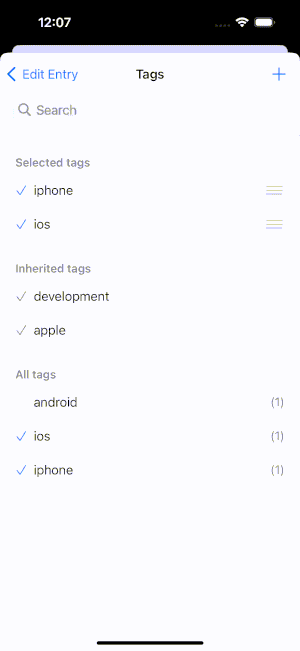 12:07
Edit Entry
Tags
Search
Selected tags
iphone
ios
Inherited tags
development
apple
All tags
android (1)
ios (1)
iphone (1)